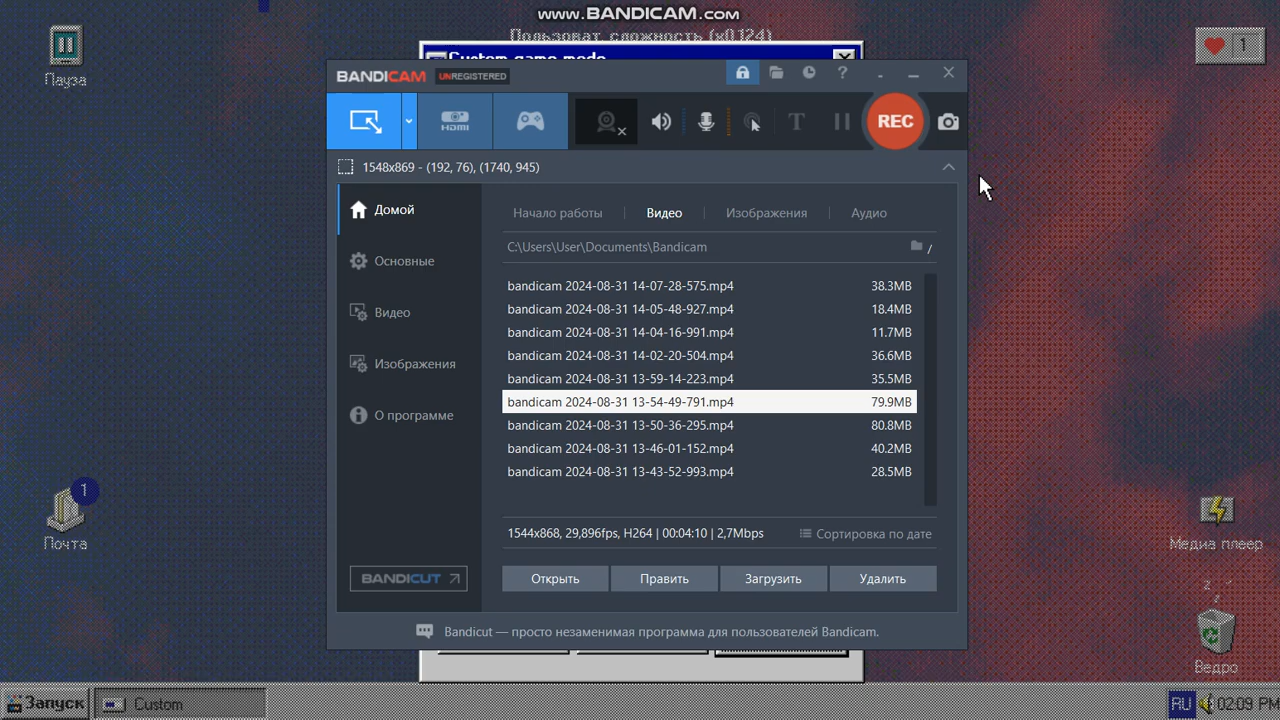 www.BANDICAM.com
Пользоват. сложность (x0.124)
Пауза
1
Custom game mode
BANDICAM UNREGISTERED
HDMI
REC
1548x869 - (192, 76), (1740, 945)
Домой
Основные
Видео
Изображения
О программе
Начало работы
Видео
Изображения
Аудио
C:\Users\User\Documents\Bandicam
/
bandicam 2024-08-31 14-07-28-575.mp4 38.3MB
bandicam 2024-08-31 14-05-48-927.mp4 18.4MB
bandicam 2024-08-31 14-04-16-991.mp4 11.7MB
bandicam 2024-08-31 14-02-20-504.mp4 36.6MB
bandicam 2024-08-31 13-59-14-223.mp4 35.5MB
bandicam 2024-08-31 13-54-49-791.mp4 79.9MB
bandicam 2024-08-31 13-50-36-295.mp4 80.8MB
bandicam 2024-08-31 13-46-01-152.mp4 40.2MB
bandicam 2024-08-31 13-43-52-993.mp4 28.5MB
1544x868, 29,896fps, H264 | 00:04:10 | 2,7Mbps
Сортировка по дате
BANDICUT
Открыть
Править
Загрузить
Удалить
Bandicut — просто незаменимая программа для пользователей Bandicam.
1
Почта
Медиа плеер
Ведро
Запуск
Custom
RU
02:09 PM